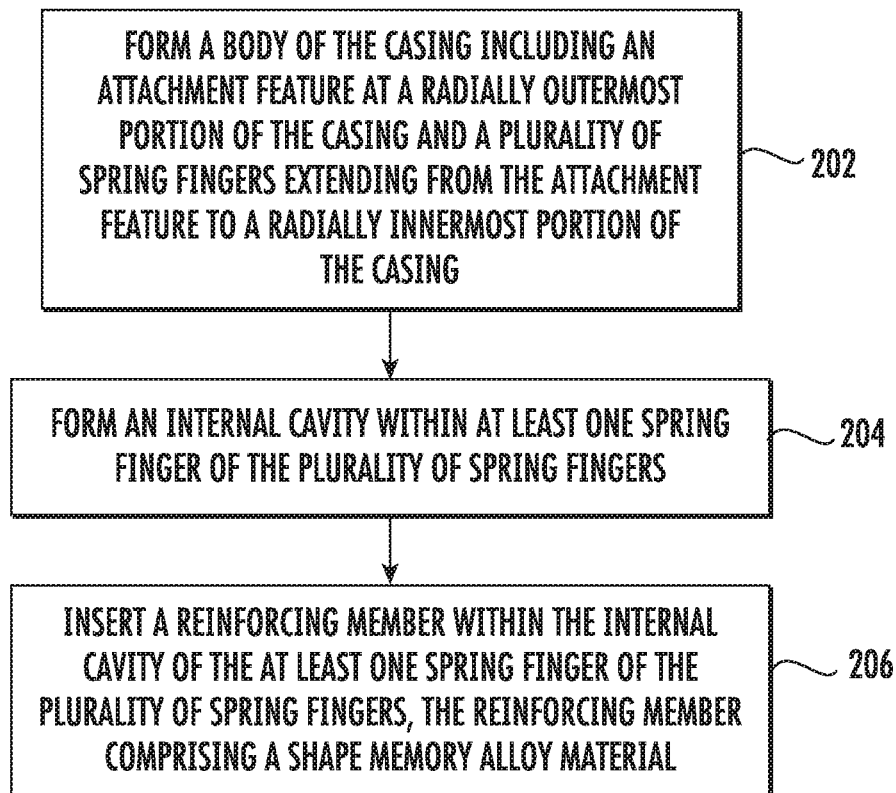 FORM A BODY OF THE CASING INCLUDING AN
ATTACHMENT FEATURE AT A RADIALLY OUTERMOST
PORTION OF THE CASING AND A PLURALITY OF
SPRING FINGERS EXTENDING FROM THE ATTACHMENT
FEATURE TO A RADIALLY INNERMOST PORTION OF
THE CASING
202
FORM AN INTERNAL CAVITY WITHIN AT LEAST ONE SPRING
FINGER OF THE PLURALITY OF SPRING FINGERS
204
INSERT A REINFORCING MEMBER WITHIN THE INTERNAL
CAVITY OF THE AT LEAST ONE SPRING FINGER OF THE
PLURALITY OF SPRING FINGERS, THE REINFORCING MEMBER
COMPRISING A SHAPE MEMORY ALLOY MATERIAL
206